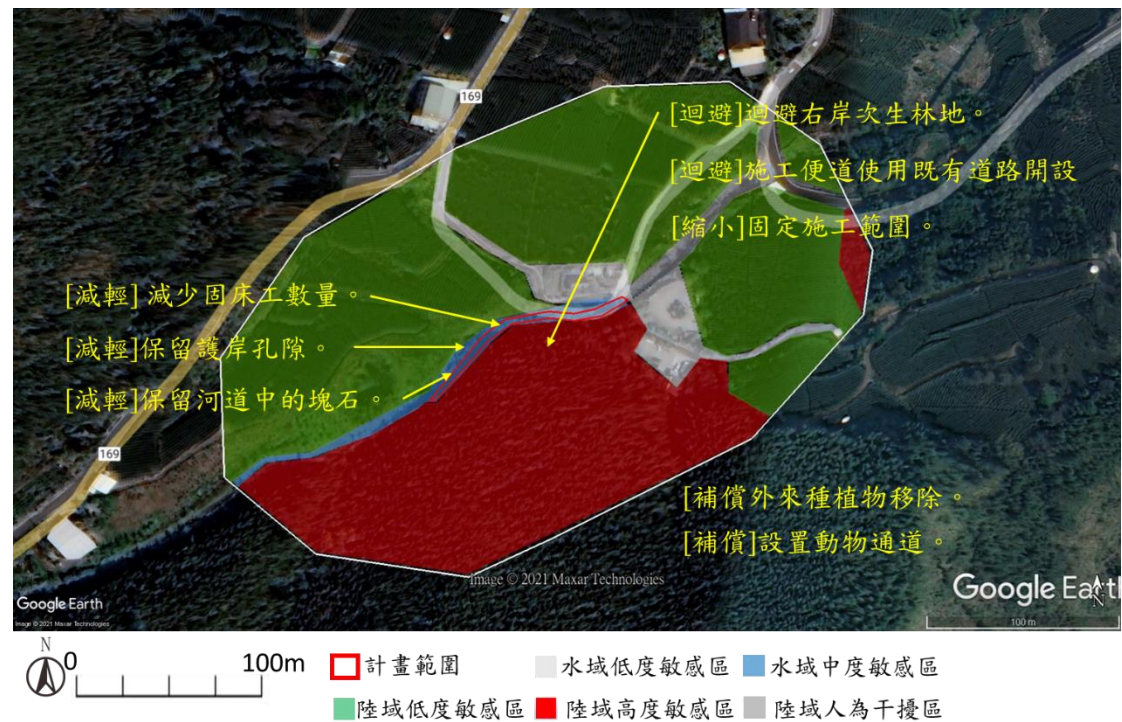 169
[迴避]迴避右岸次生林地。
[迴避]施工便道使用既有道路開設
[縮小]固定施工範圍。
[減輕] 減少固床工數量。
[減輕]保留護岸孔隙。
[減輕]保留河道中的塊石。
169
[補償外來種植物移除。
[補償]設置動物通道。
Image © 2021 Maxar Technologies
Google Earth
Image © 2021 Maxar Technologies
Google Earth
N
100 m
N
0 100m
計畫範圍 水域低度敏感區 水域中度敏感區
陸域低度敏感區 陸域高度敏感區 陸域人為干擾區